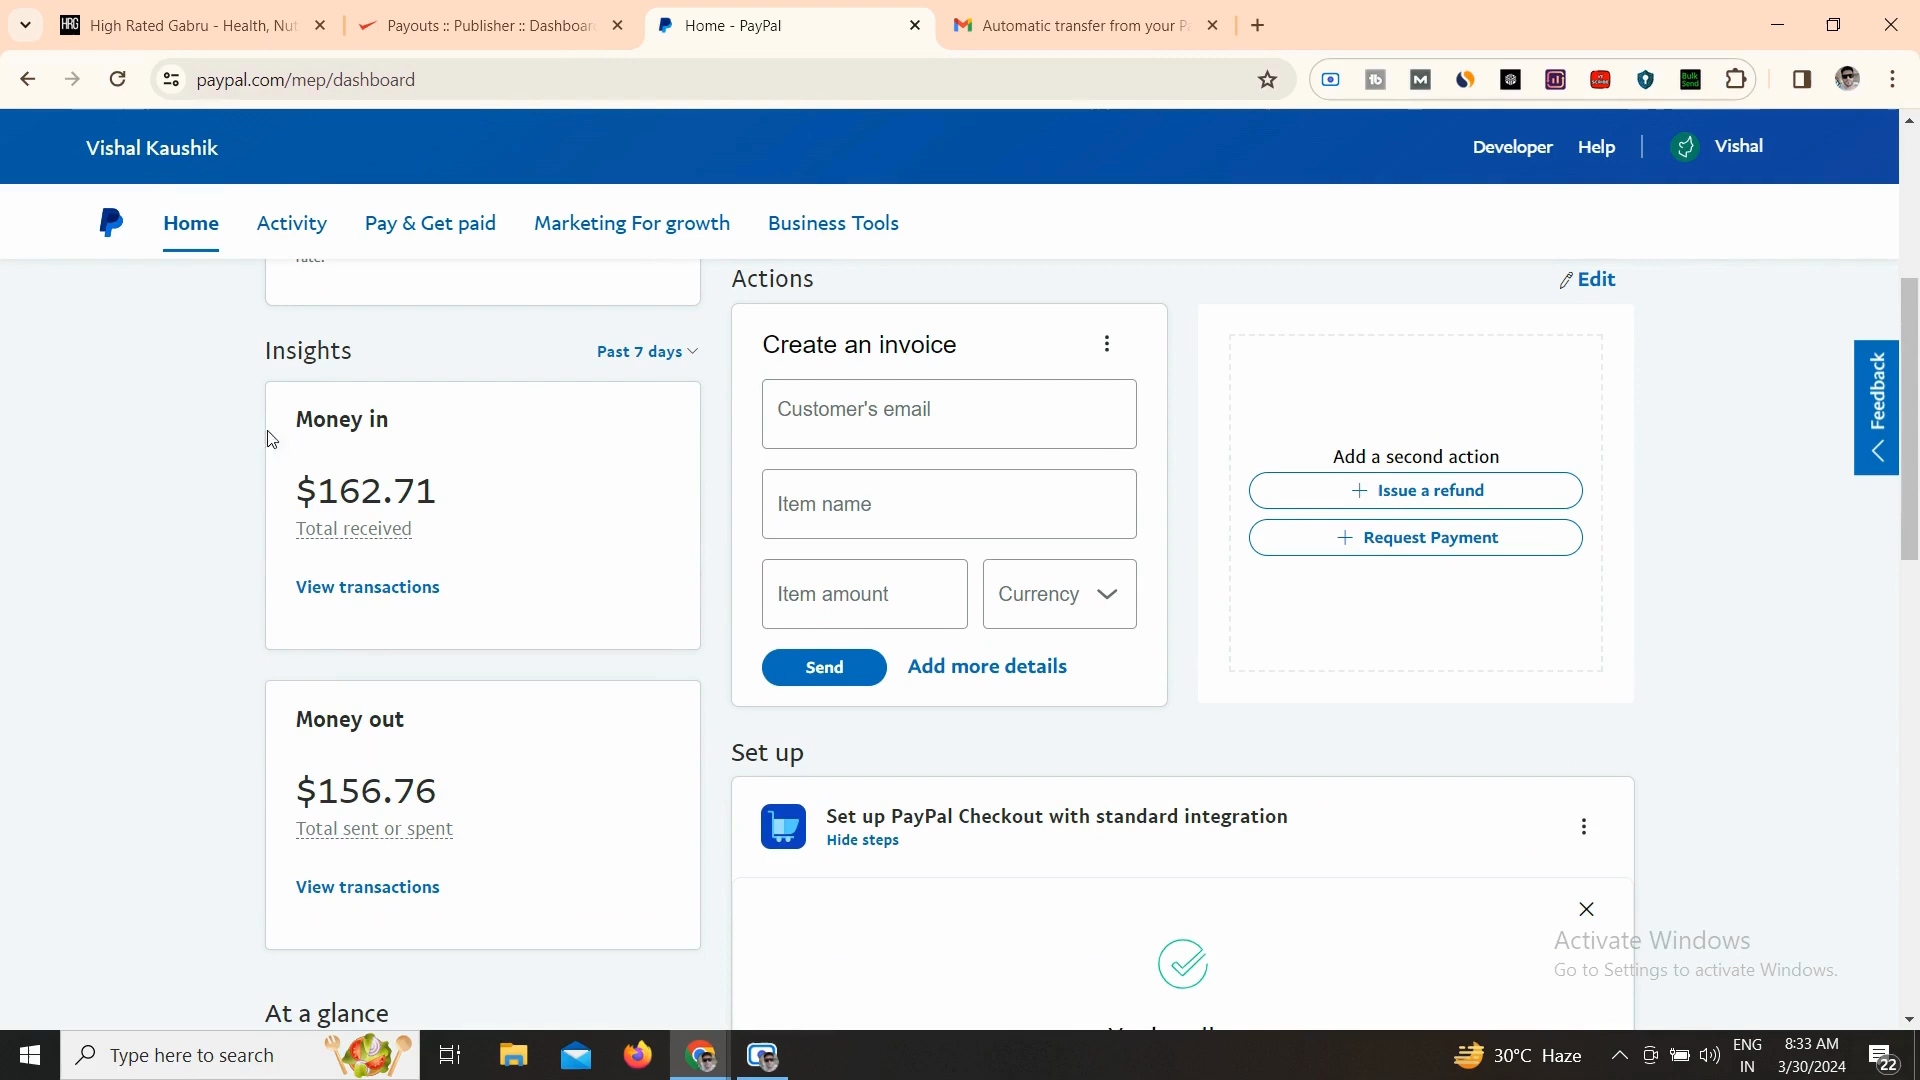 High Rated Gabru - Health, Nut
Payouts :: Publisher :: Dashboar
Home - PayPal
Automatic transfer from your P
paypal.com/mep/dashboard
Vishal Kaushik
Developer
Help
Vishal
Home
Activity
Pay & Get paid
Marketing For growth
Business Tools
rate.
Actions
Edit
Insights
Past 7 days
Money in
$162.71
Total received
View transactions
Create an invoice
Customer's email
Item name
Item amount
Currency
Send
Add more details
Add a second action
Issue a refund
Request Payment
Feedback
Money out
$156.76
Total sent or spent
View transactions
Set up
Set up PayPal Checkout with standard integration
Hide steps
Activate Windows
Go to Settings to activate Windows.
At a glance
Type here to search
30°C Haze
ENG
IN
8:33 AM
3/30/2024
22